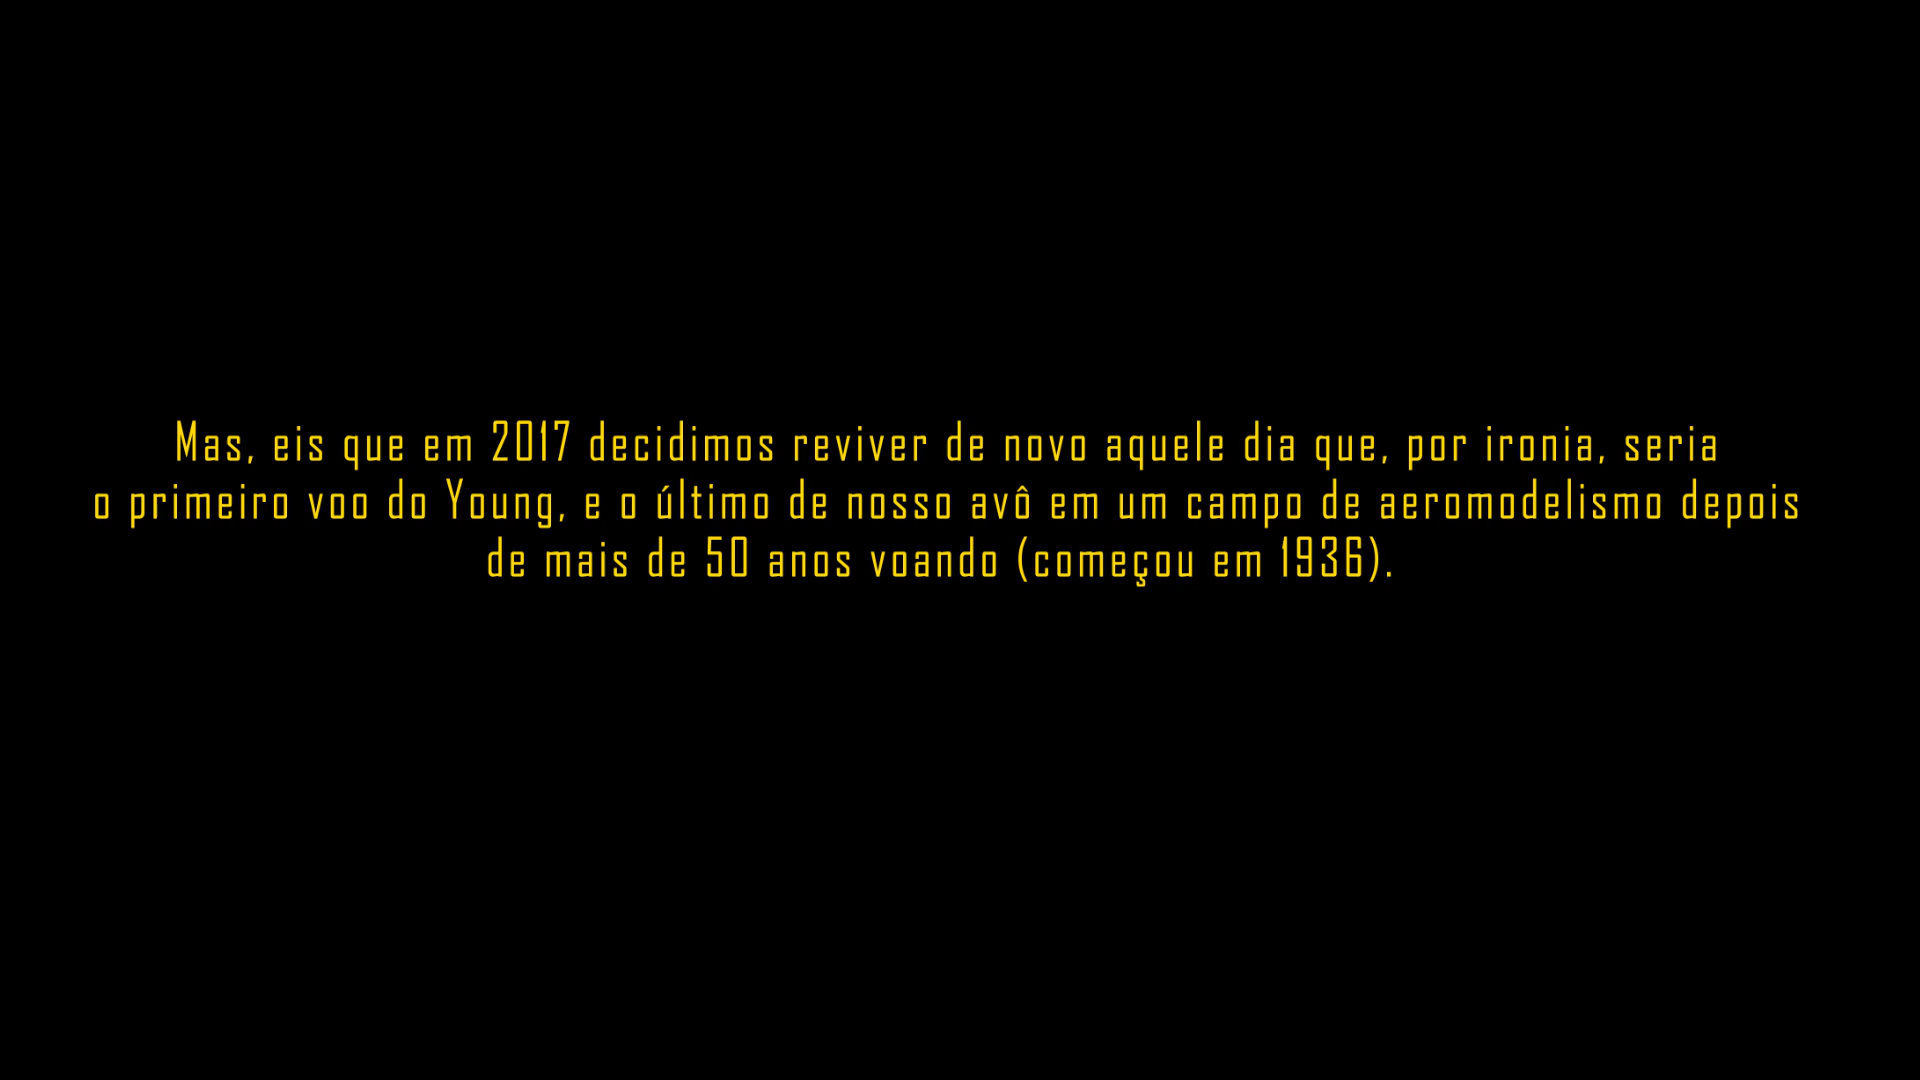 Mas, eis que em 2017 decidimos reviver de novo aquele dia que, por ironia, seria
o primeiro voo do Young, e o último de nosso avô em um campo de aeromodelismo depois
de mais de 50 anos voando (começou em 1936).